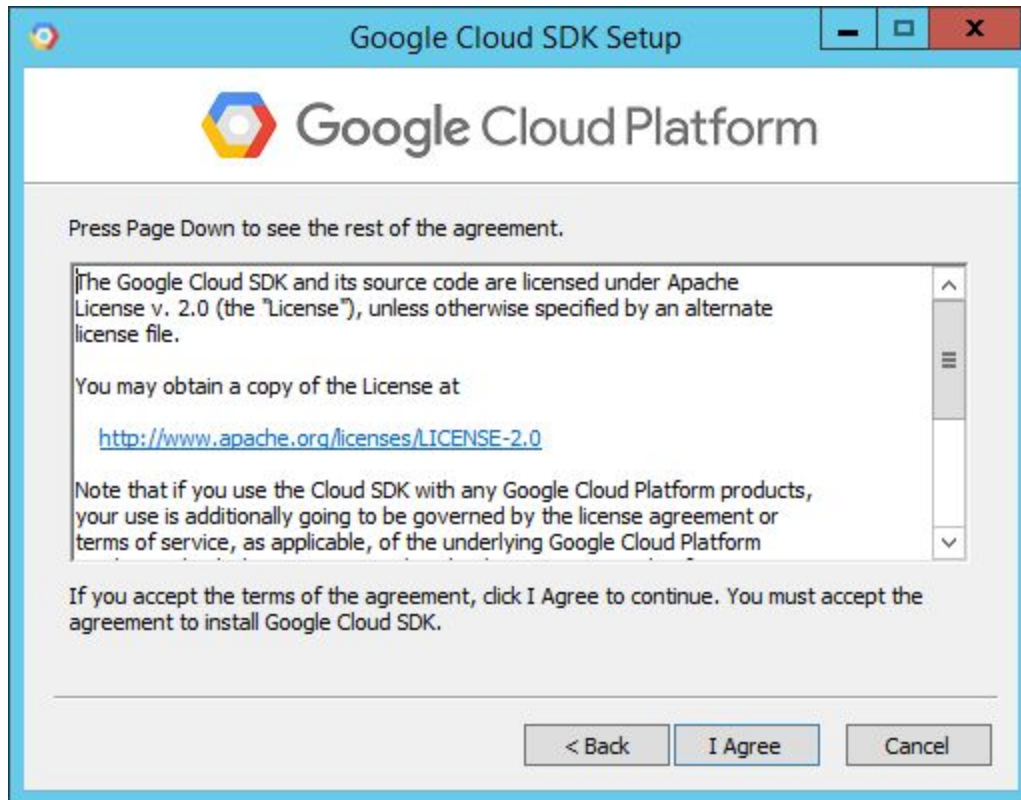 Google Cloud SDK Setup
Google Cloud Platform
Press Page Down to see the rest of the agreement.
The Google Cloud SDK and its source code are licensed under Apache
License v. 2.0 (the "License"), unless otherwise specified by an alternate
license file.
You may obtain a copy of the License at
http://www.apache.org/licenses/LICENSE-2.0
Note that if you use the Cloud SDK with any Google Cloud Platform products,
your use is additionally going to be governed by the license agreement or
terms of service, as applicable, of the underlying Google Cloud Platform
If you accept the terms of the agreement, click I Agree to continue. You must accept the
agreement to install Google Cloud SDK.
< Back
I Agree
Cancel